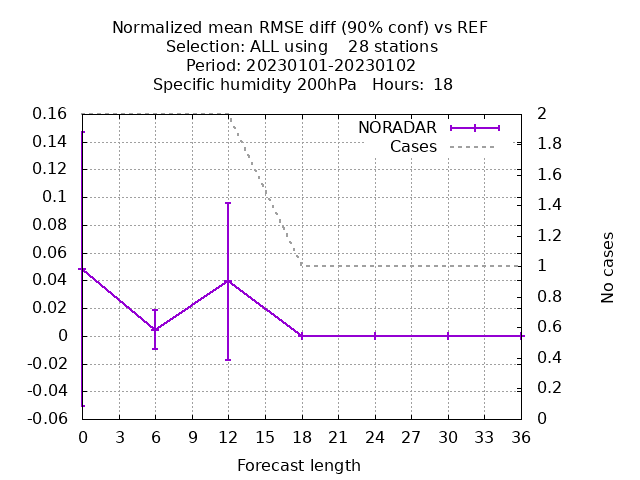 Normalized mean RMSE diff (90% conf) vs REF
Selection: ALL using    28 stations
Period: 20230101-20230102
Specific humidity 200hPa   Hours:  18
NORADAR
Cases
0.16
0.14
0.12
0.1
0.08
0.06
0.04
0.02
0
-0.02
-0.04
-0.06
2
1.8
1.6
1.4
1.2
1
0.8
0.6
0.4
0.2
0
No cases
0 3 6 9 12 15 18 21 24 27 30 33 36
Forecast length